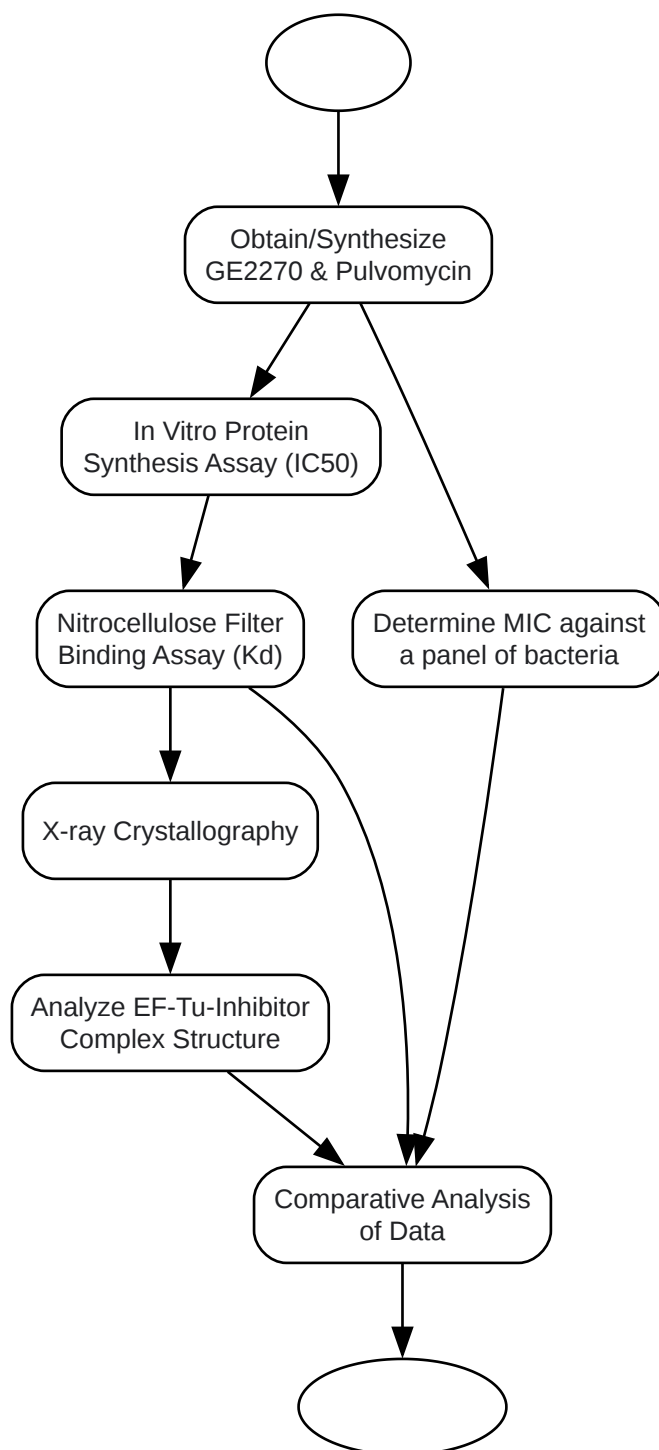 Obtain/Synthesize
GE2270 & Pulvomycin
In Vitro Protein
Synthesis Assay (IC50)
Nitrocellulose Filter
Binding Assay (Kd)
Determine MIC against
a panel of bacteria
X-ray Crystallography
Analyze EF-Tu-Inhibitor
Complex Structure
Comparative Analysis
of Data